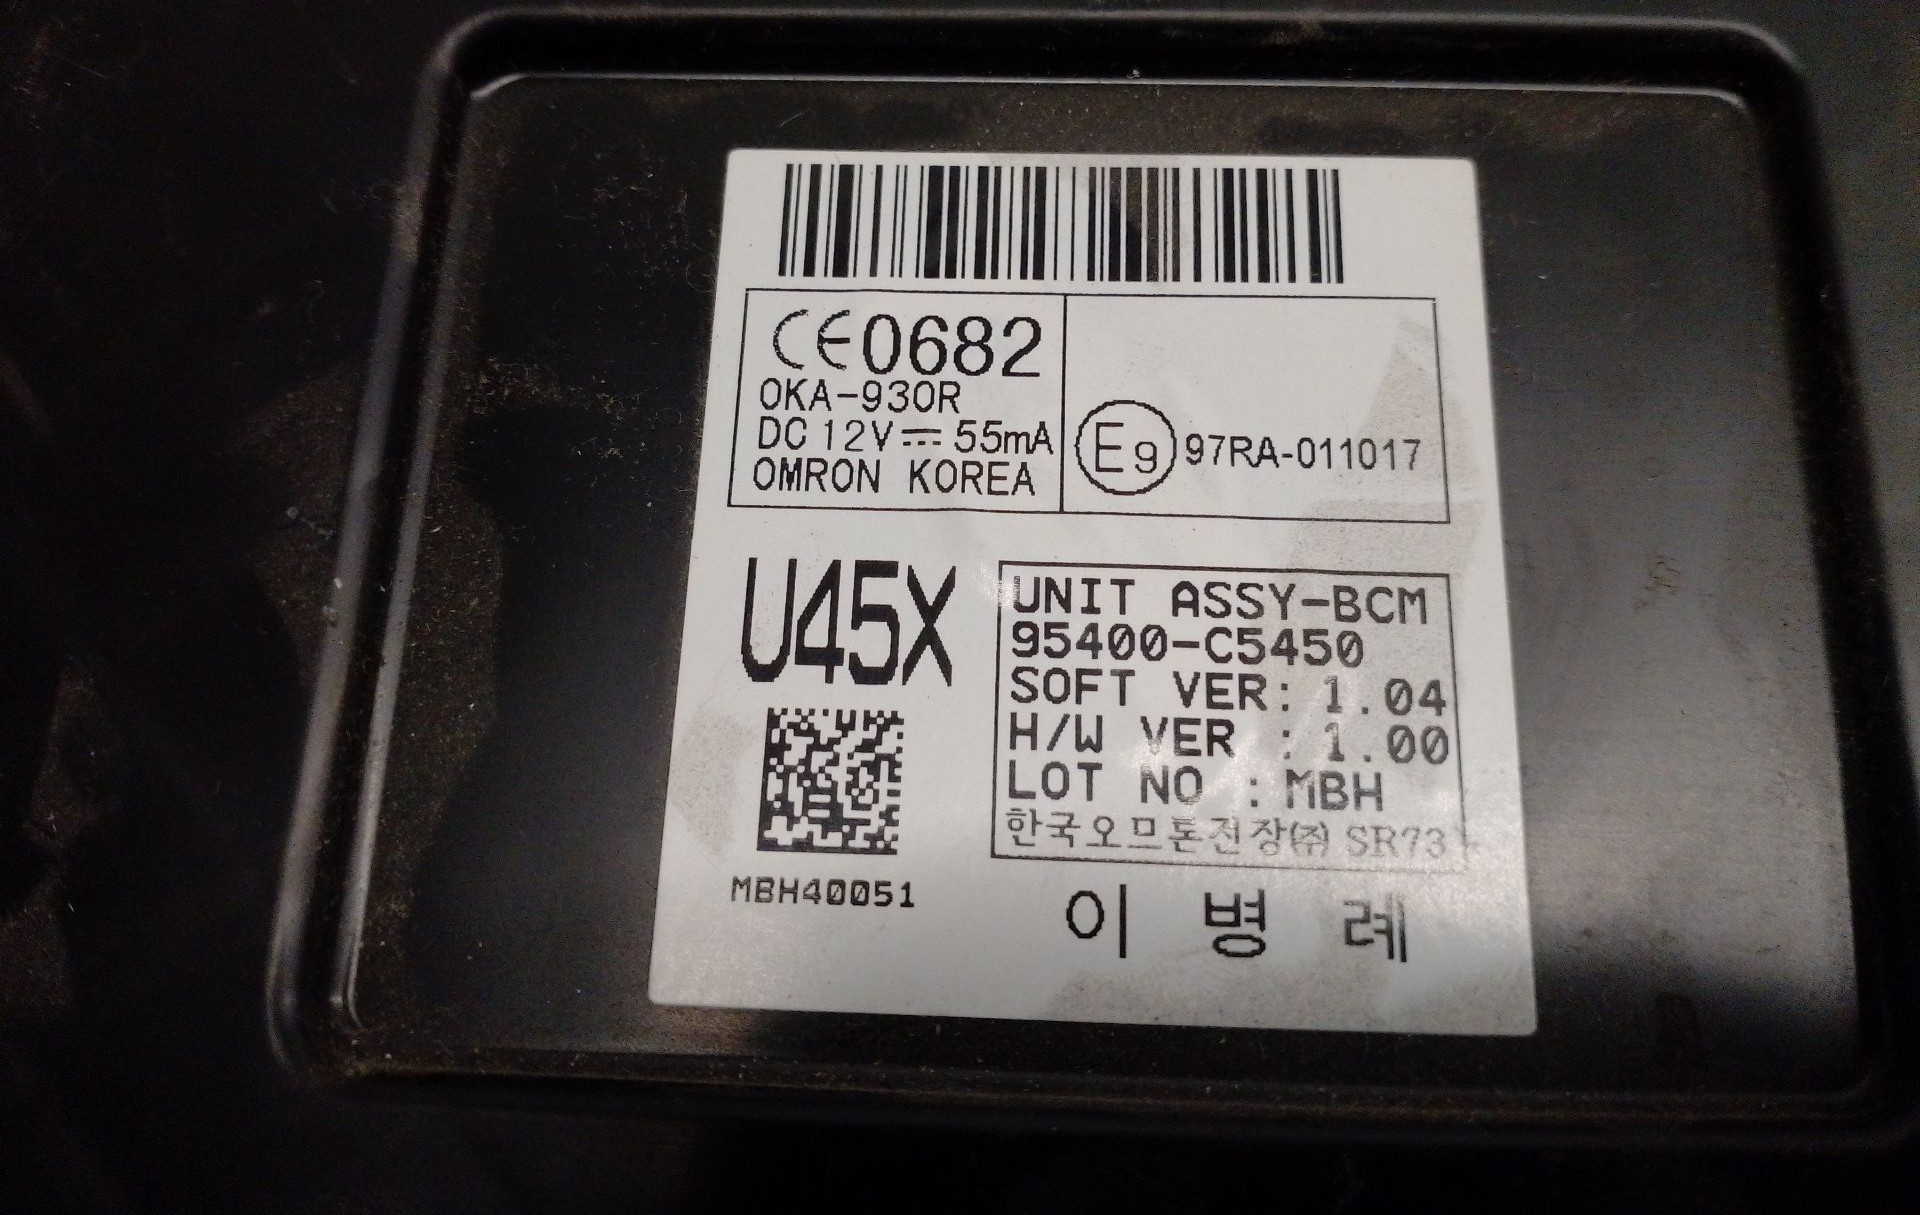 CE0682
OKA-930R
DC 12V⎓ 55mA
OMRON KOREA
E9 97RA-011017
U45X
UNIT ASSY-BCM
95400-C5450
SOFT VER: 1.04
H/W VER : 1.00
LOT NO : MBH
한국오므론전장㈜ SR73
MBH40051
이 병 례